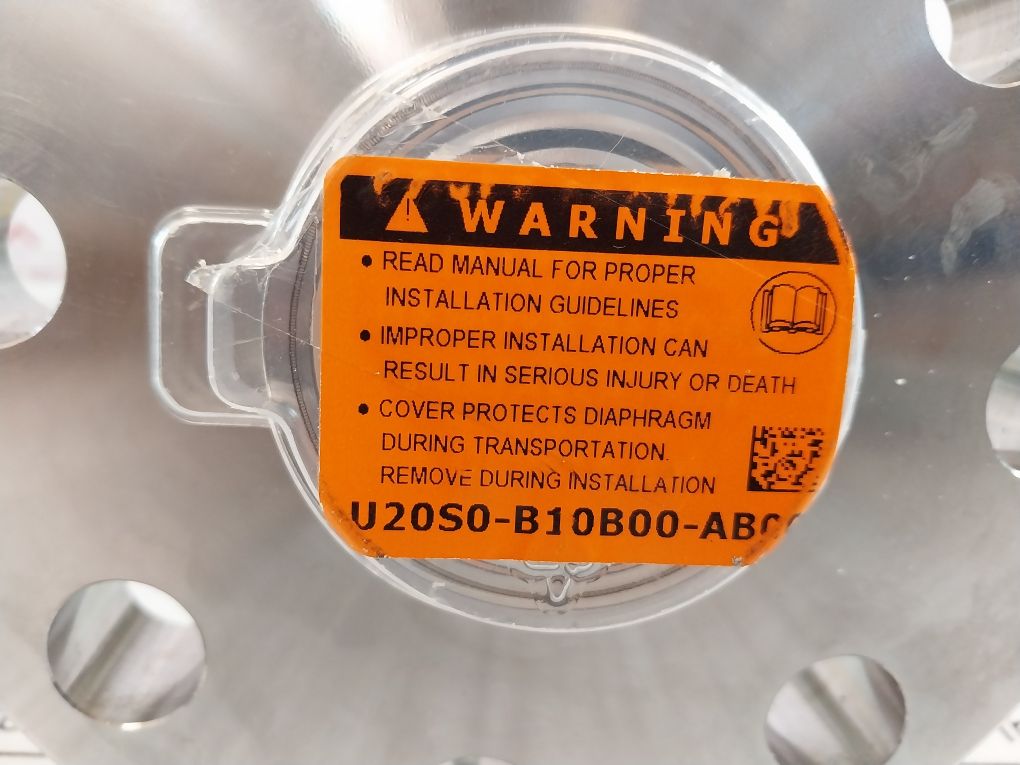 WARNING
• READ MANUAL FOR PROPER
INSTALLATION GUIDELINES
• IMPROPER INSTALLATION CAN
RESULT IN SERIOUS INJURY OR DEATH
• COVER PROTECTS DIAPHRAGM
DURING TRANSPORTATION.
REMOVE DURING INSTALLATION
U20S0-B10B00-AB